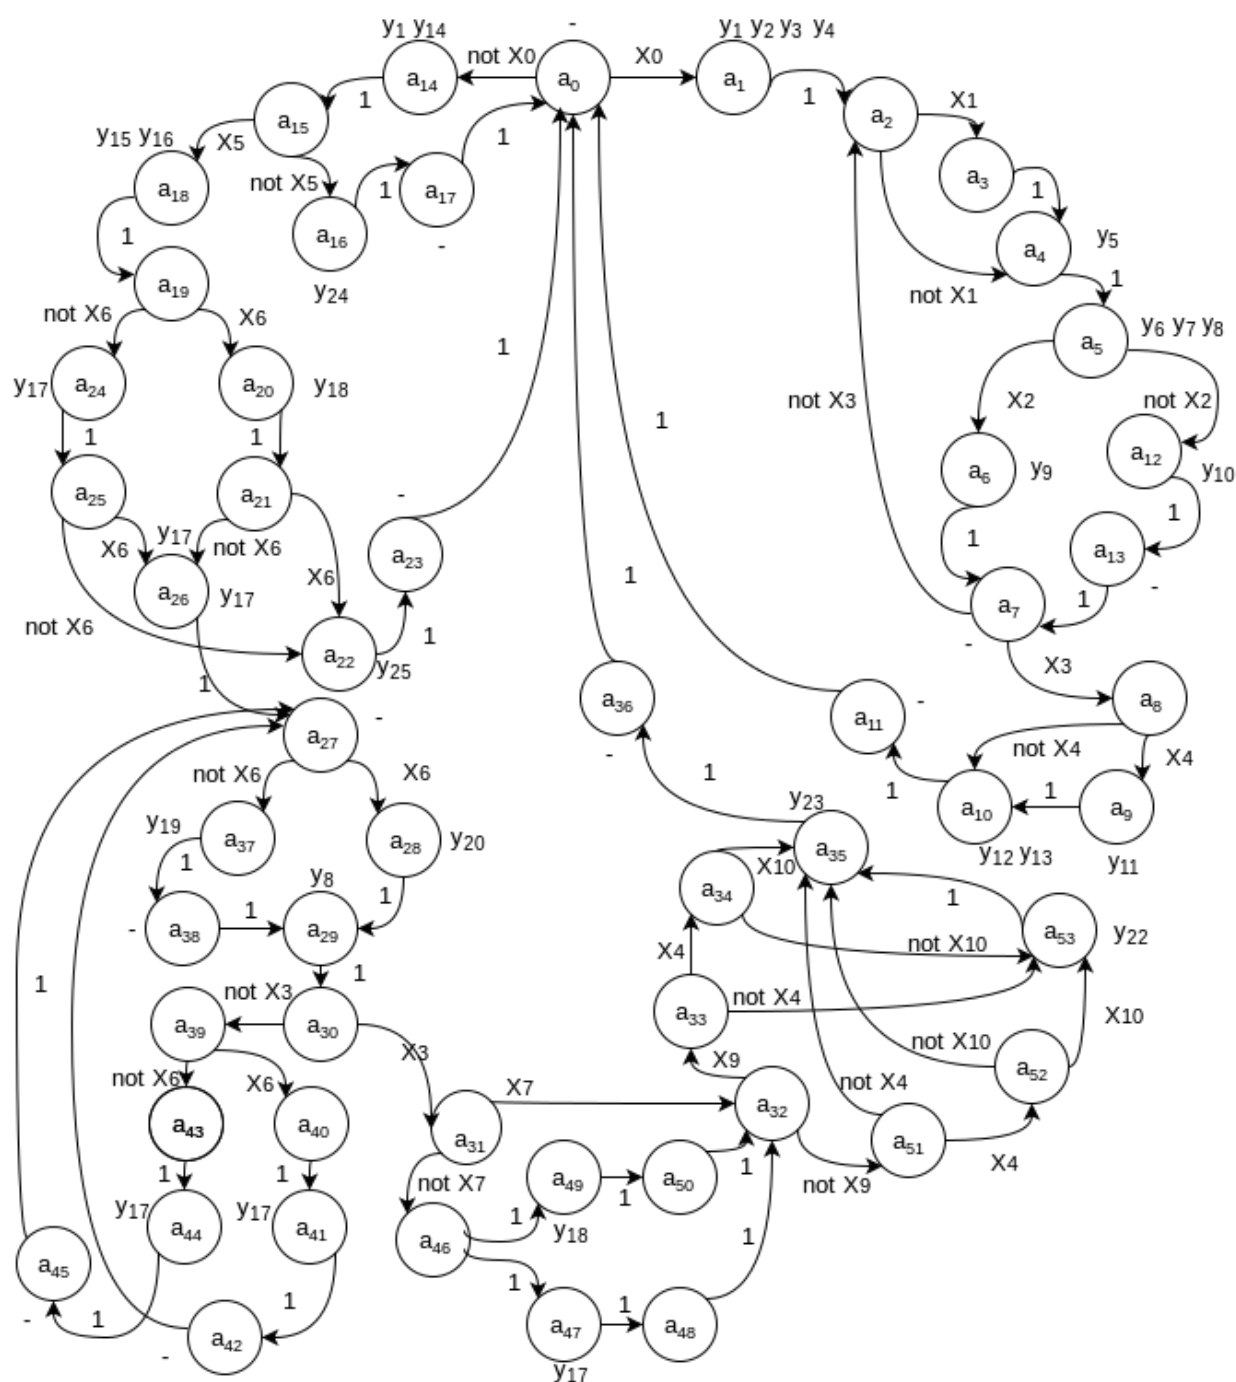 y₁ y₁₄ - y₁ y₂ y₃ y₄
a₁₄ not X₀ a₀ X₀ a₁
1 1
a₁₅ a₂ X1
y₁₅ y₁₆ X5 1
a₁₈ not X5 1 a₁₇ a₃ 1
a₁₆ - a₄ y₅
1 y₂₄ not X1 1
a₁₉
not X6 X6 a₅ y₆ y₇ y₈
1
y₁₇ a₂₄ a₂₀ y₁₈ not X3 X2 not X2
1 1 1
a₂₅ a₂₁ - a₆ y₉ a₁₂ y₁₀
X6 y₁₇ not X6 a₂₃ 1 a₁₃ 1
a₂₆ y₁₇ X6 1 a₇ 1 -
not X6 1 -
a₂₂ y₂₅ X3
1 a₃₆ a₁₁ - a₈
a₂₇ - - not X4 X4
not X6 X6 1 1 a₁₀ 1 a₉
y₁₉ a₃₇ a₂₈ y₂₀ y₂₃ y₁₂ y₁₃ y₁₁
1 y₈ 1 X10 a₃₅
- a₃₈ 1 a₂₉ a₃₄ 1 a₅₃ y₂₂
1 1 X4 not X10
not X3 not X4
a₃₉ a₃₀ a₃₃ X10
X3 not X10
not X6 X6 X7 X9 not X4 a₅₂
a₄₃ a₄₀ a₃₁ a₃₂ a₅₁
1 1 not X7 a₄₉ 1 a₅₀ 1 not X9 X4
y₁₇ a₄₄ y₁₇ a₄₁ a₄₆ 1 y₁₈ 1
a₄₅ 1
- 1 a₄₂ 1 a₄₇ 1 a₄₈
- y₁₇